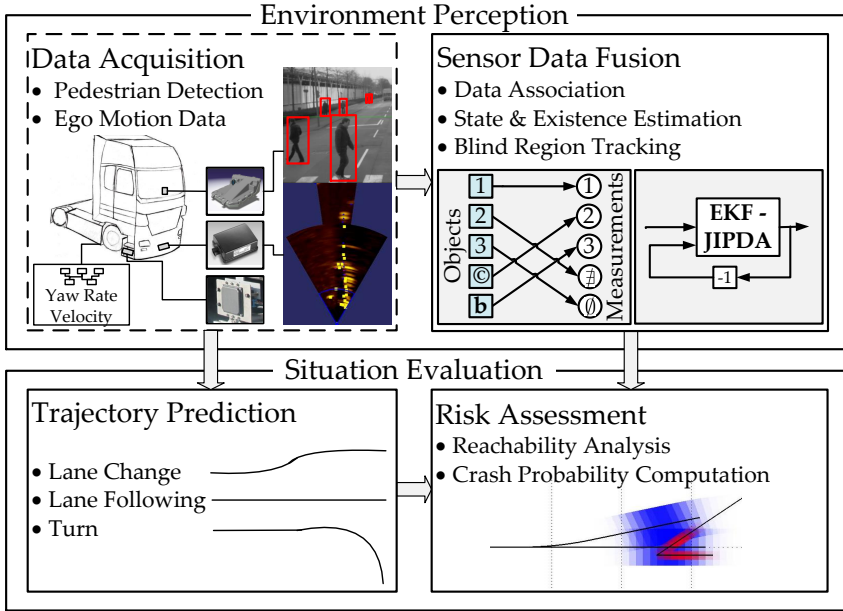 Environment Perception
Data Acquisition
• Pedestrian Detection
• Ego Motion Data
Yaw Rate
Velocity
Sensor Data Fusion
• Data Association
• State & Existence Estimation
• Blind Region Tracking
Objects
1
2
3
©
b
1
2
3
∄
∅
Measurements
EKF -
JIPDA
-1
Situation Evaluation
Trajectory Prediction
• Lane Change
• Lane Following
• Turn
Risk Assessment
• Reachability Analysis
• Crash Probability Computation